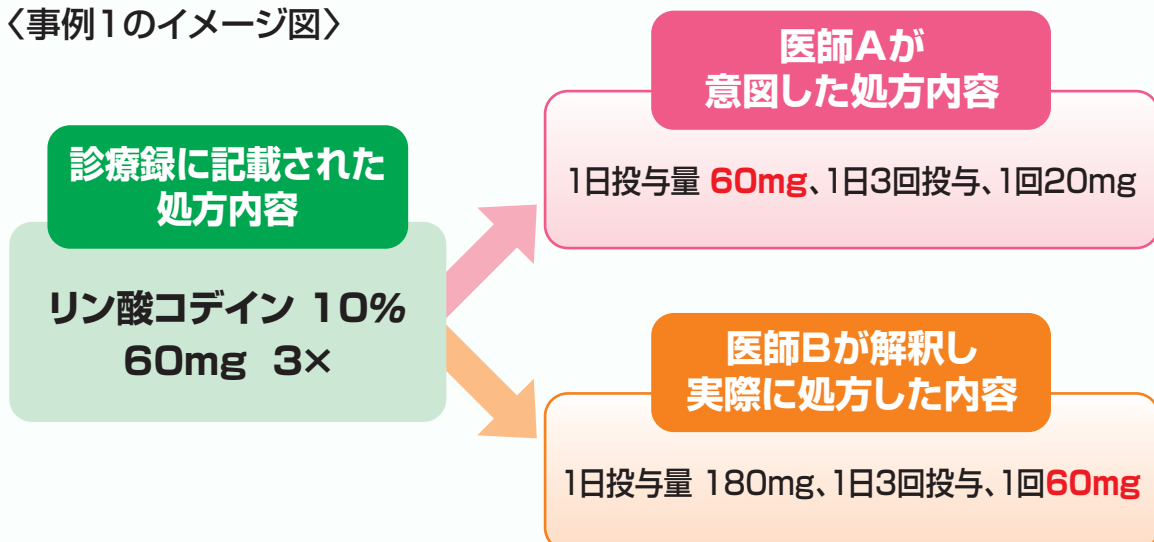 〈事例1のイメージ図〉
診療録に記載された
処方内容
リン酸コデイン 10%
60mg 3×
医師Aが
意図した処方内容
1日投与量 60mg、1日3回投与、1回20mg
医師Bが解釈し
実際に処方した内容
1日投与量 180mg、1日3回投与、1回60mg